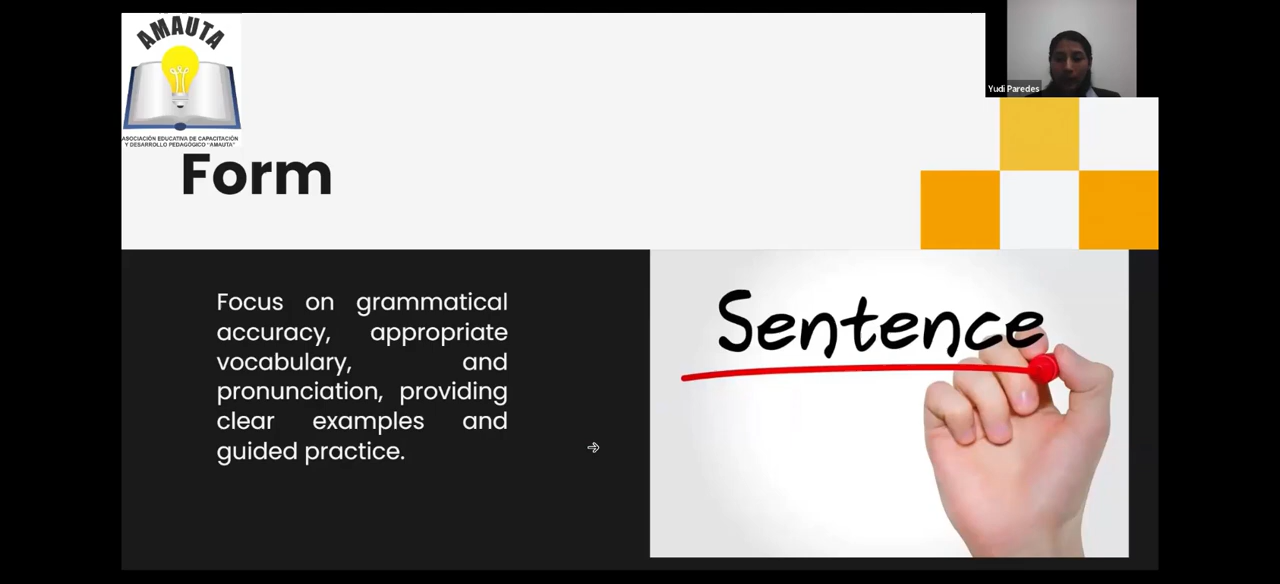 AMAUTA
ASOCIACIÓN EDUCATIVA DE CAPACITACIÓN
Y DESARROLLO PEDAGÓGICO "AMAUTA"
Yudi Paredes
Form
Focus on grammatical
accuracy, appropriate
vocabulary, and
pronunciation, providing
clear examples and
guided practice.
Sentence